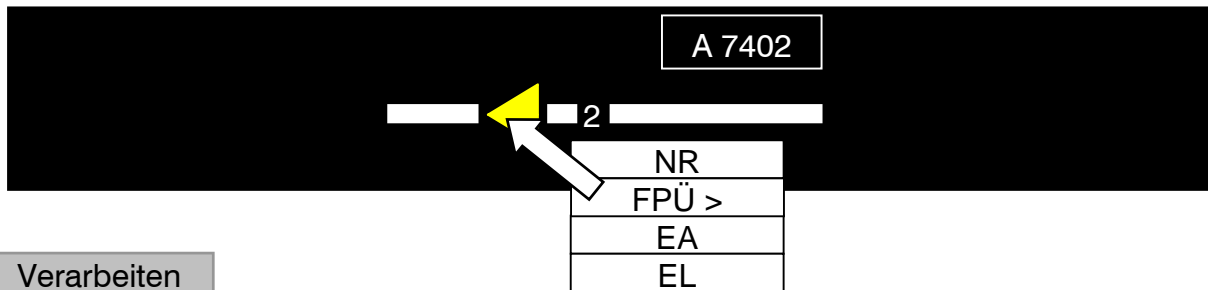 A 7402
2
NR
FPÜ >
EA
EL
Verarbeiten